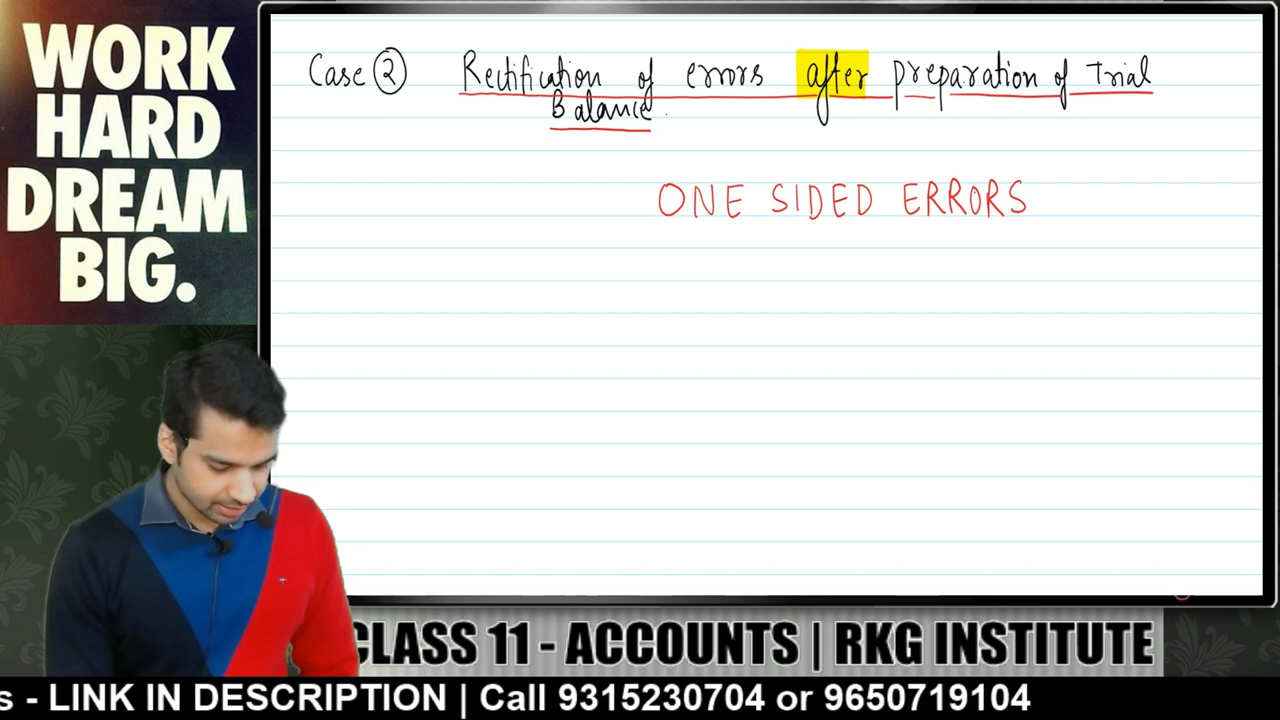 WORK
HARD
DREAM
BIG.
Case ② Rectification of errors after preparation of Trial
Balance.
ONE SIDED ERRORS
CLASS 11 - ACCOUNTS | RKG INSTITUTE
s - LINK IN DESCRIPTION | Call 9315230704 or 9650719104